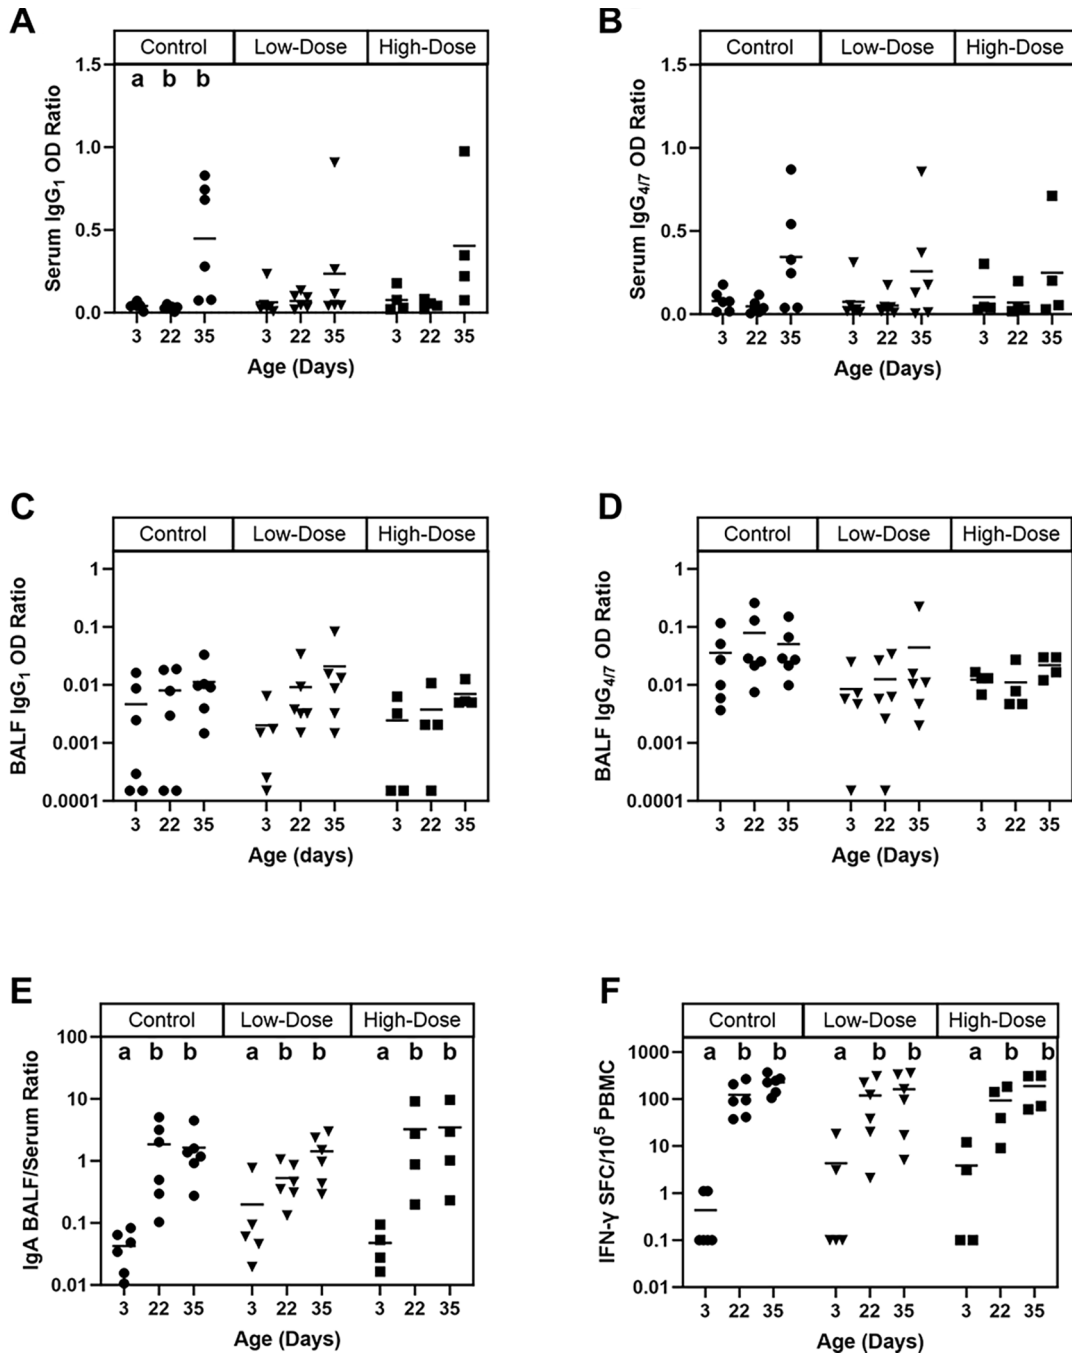 A
Control Low-Dose High-Dose
a b b
Serum IgG1 OD Ratio
1.5
1.0
0.5
0.0
3 22 35 3 22 35 3 22 35
Age (Days)
B
Control Low-Dose High-Dose
Serum IgG4/7 OD Ratio
1.5
1.0
0.5
0.0
3 22 35 3 22 35 3 22 35
Age (Days)
C
Control Low-Dose High-Dose
BALF IgG1 OD Ratio
1
0.1
0.01
0.001
0.0001
3 22 35 3 22 35 3 22 35
Age (days)
D
Control Low-Dose High-Dose
BALF IgG4/7 OD Ratio
1
0.1
0.01
0.001
0.0001
3 22 35 3 22 35 3 22 35
Age (Days)
E
Control Low-Dose High-Dose
a b b a b b a b b
IgA BALF/Serum Ratio
100
10
1
0.1
0.01
3 22 35 3 22 35 3 22 35
Age (Days)
F
Control Low-Dose High-Dose
a b b a b b a b b
IFN-γ SFC/10⁵ PBMC
1000
100
10
1
0.1
0.01
3 22 35 3 22 35 3 22 35
Age (Days)